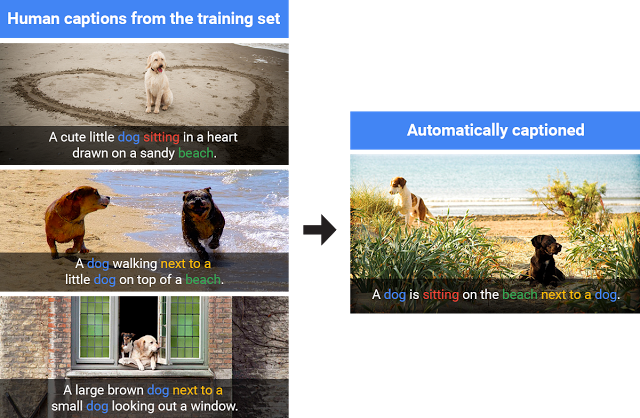 Human captions from the training set
A cute little dog sitting in a heart
drawn on a sandy beach.
A dog walking next to a
little dog on top of a beach.
A large brown dog next to a
small dog looking out a window.
Automatically captioned
A dog is sitting on the beach next to a dog.